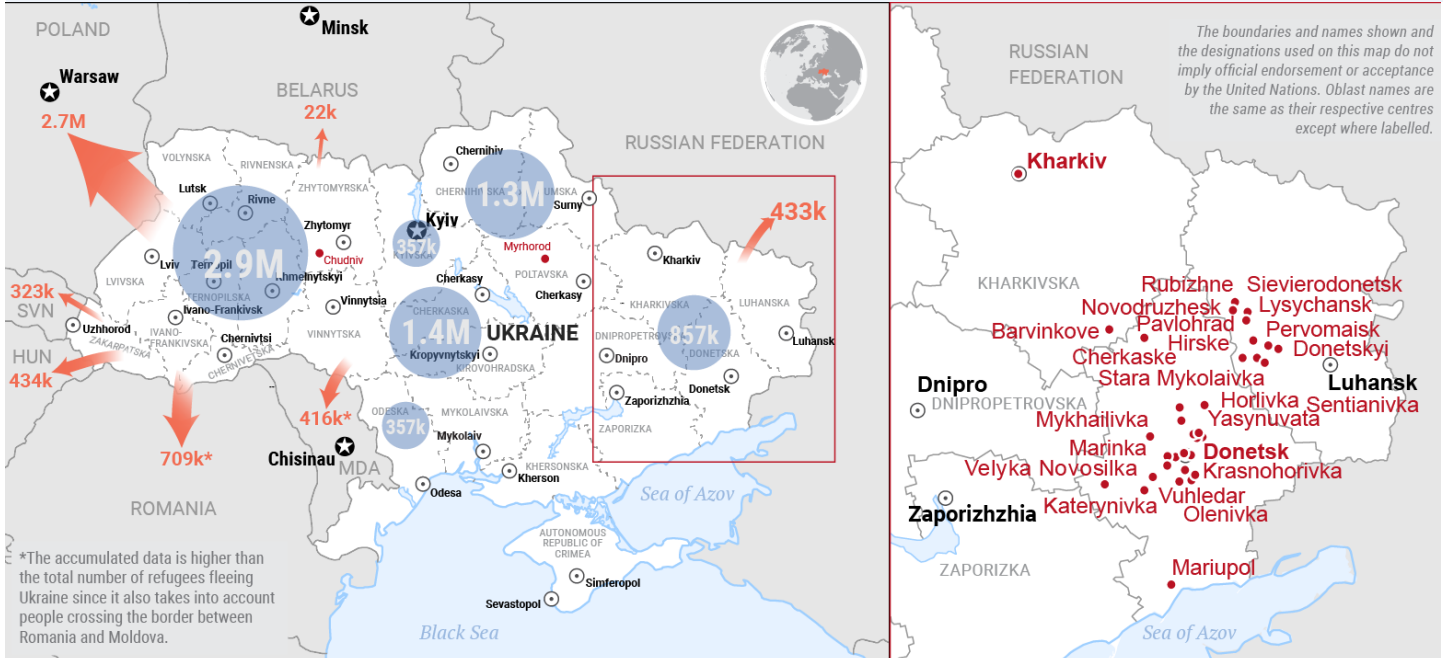 POLAND
Minsk
Warsaw
2.7M
BELARUS
22k
RUSSIAN FEDERATION
VOLYNSKA
RIVNENSKA
ZHYTOMYRSKA
Chernihiv
CHERNIHIVSKA
1.3M
SUMSKA
Sumy
Lutsk
Rivne
Zhytomyr
Kyiv
357k
KYIVSKA
433k
Chudniv
Myrhorod
2.9M
Lviv
Ternopil
Khmelnytskyi
LVIVSKA
TERNOPILSKA
Cherkasy
POLTAVSKA
Cherkasy
Kharkiv
KHARKIVSKA
LUHANSKA
323k
SVN
Uzhhorod
Ivano-Frankivsk
Vinnytsia
CHERKASKA
1.4M
UKRAINE
IVANO-
FRANKIVSKA
Chernivtsi
VINNYTSKA
Kropyvnytskyi
KIROVOHRADSKA
DNIPROPETROVSKA
857k
Luhansk
ZAKARPATSKA
CHERNIVETSKA
Dnipro
DONETSKA
HUN
434k
Donetsk
Zaporizhzhia
416k*
ODESKA
357k
MYKOLAIVSKA
ZAPORIZKA
709k*
Chisinau
MDA
Mykolaiv
KHERSONSKA
Kherson
Odesa
Sea of Azov
ROMANIA
AUTONOMOUS
REPUBLIC OF
CRIMEA
Simferopol
Sevastopol
Black Sea
*The accumulated data is higher than
the total number of refugees fleeing
Ukraine since it also takes into account
people crossing the border between
Romania and Moldova.
The boundaries and names shown and
the designations used on this map do not
imply official endorsement or acceptance
by the United Nations. Oblast names are
the same as their respective centres
except where labelled.
RUSSIAN
FEDERATION
Kharkiv
KHARKIVSKA
Rubizhne
Sievierodonetsk
Novodruzhesk
Lysychansk
Barvinkove
Pavlohrad
Pervomaisk
Hirske
Donetskyi
Cherkaske
Stara Mykolaivka
Luhansk
Dnipro
DNIPROPETROVSKA
Horlivka
Sentianivka
Mykhailivka
Yasynuvata
Marinka
Donetsk
Velyka Novosilka
Krasnohorivka
Katerynivka
Vuhledar
Olenivka
Zaporizhzhia
ZAPORIZKA
Mariupol
Sea of Azov